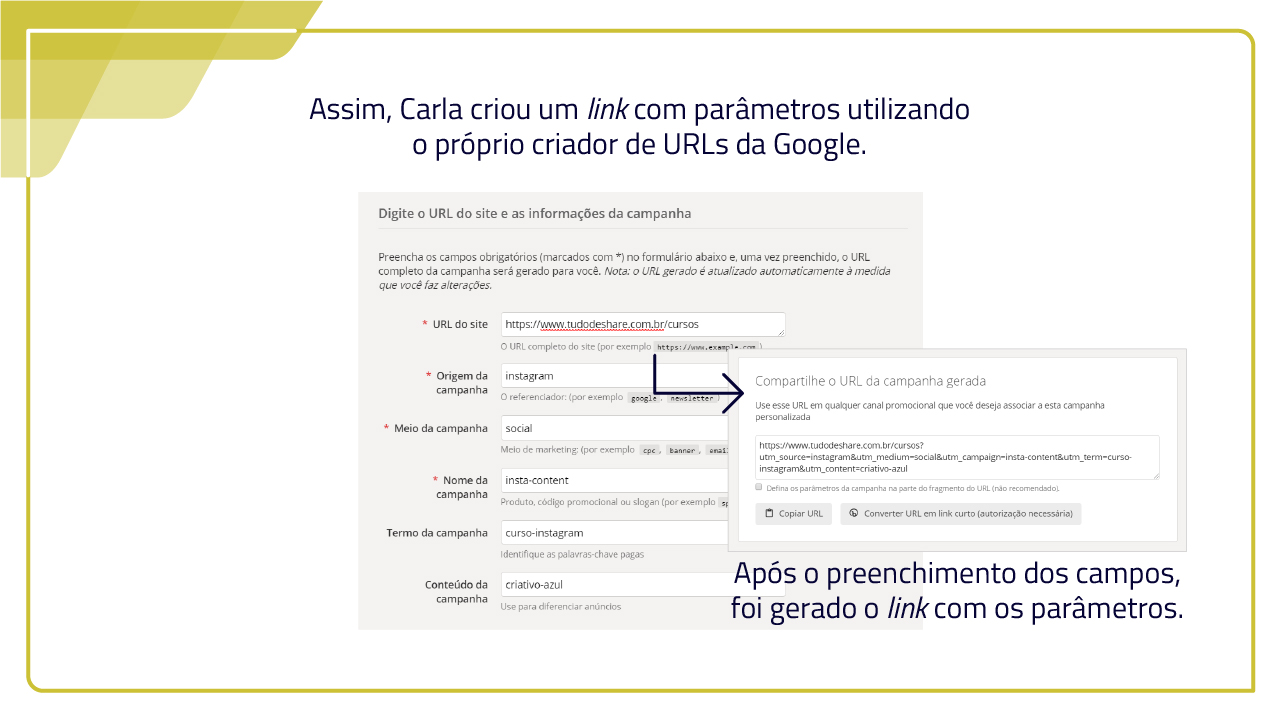 Assim, Carla criou um link com parâmetros utilizando
o próprio criador de URLs da Google.
Digite o URL do site e as informações da campanha
Preencha os campos obrigatórios (marcados com *) no formulário abaixo e, uma vez preenchido, o URL
completo da campanha será gerado para você. Nota: o URL gerado é atualizado automaticamente à medida
que você faz alterações.
* URL do site
https://www.tudodeshare.com.br/cursos
O URL completo do site (por exemplo https://www.example.com)
* Origem da
campanha
instagram
O referenciador: (por exemplo google, newsletter)
* Meio da campanha
social
Meio de marketing: (por exemplo cpc, banner,
* Nome da
campanha
insta-content
Produto, código promocional ou slogan (por exemplo
Termo da campanha
curso-instagram
Identifique as palavras-chave pagas
Conteúdo da
campanha
criativo-azul
Use para diferenciar anúncios
Compartilhe o URL da campanha gerada
Use esse URL em qualquer canal promocional que você deseja associar a esta campanha
personalizada
https://www.tudodeshare.com.br/cursos?
utm_source=instagram&utm_medium=social&utm_campaign=insta-content&utm_term=curso-
instagram&utm_content=criativo-azul
Defina os parâmetros da campanha na parte do fragmento do URL (não recomendado).
Copiar URL
Converter URL em link curto (autorização necessária)
Após o preenchimento dos campos,
foi gerado o link com os parâmetros.